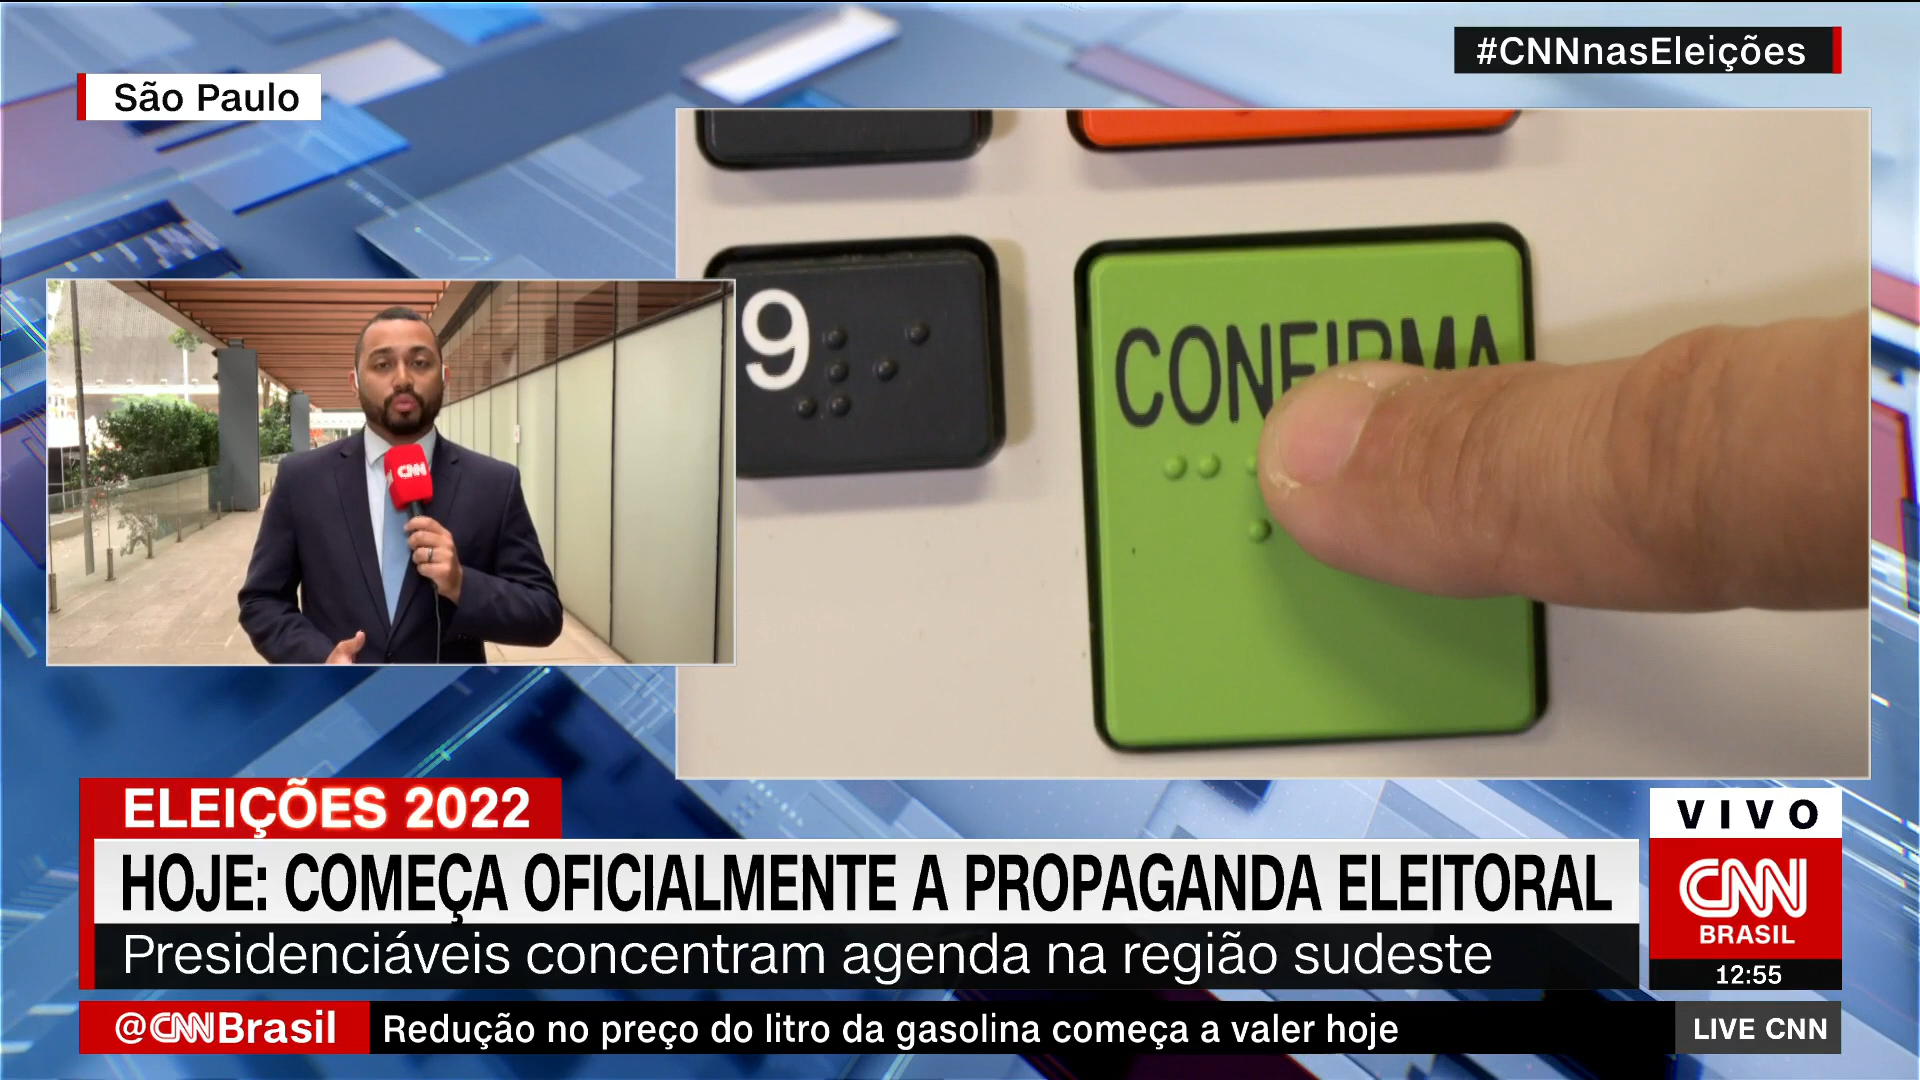 #CNNnasEleições
São Paulo
9
CONFIRMA
CNN
ELEIÇÕES 2022
HOJE: COMEÇA OFICIALMENTE A PROPAGANDA ELEITORAL
Presidenciáveis concentram agenda na região sudeste
VIVO
CNN
BRASIL
12:55
@CNNBrasil Redução no preço do litro da gasolina começa a valer hoje
LIVE CNN